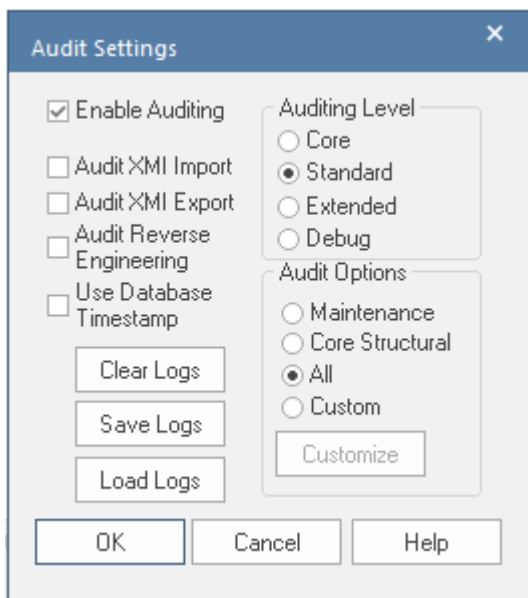 Audit Settings
Enable Auditing
Audit XMI Import
Audit XMI Export
Audit Reverse
Engineering
Use Database
Timestamp
Clear Logs
Save Logs
Load Logs
Auditing Level
Core
Standard
Extended
Debug
Audit Options
Maintenance
Core Structural
All
Custom
Customize
OK
Cancel
Help